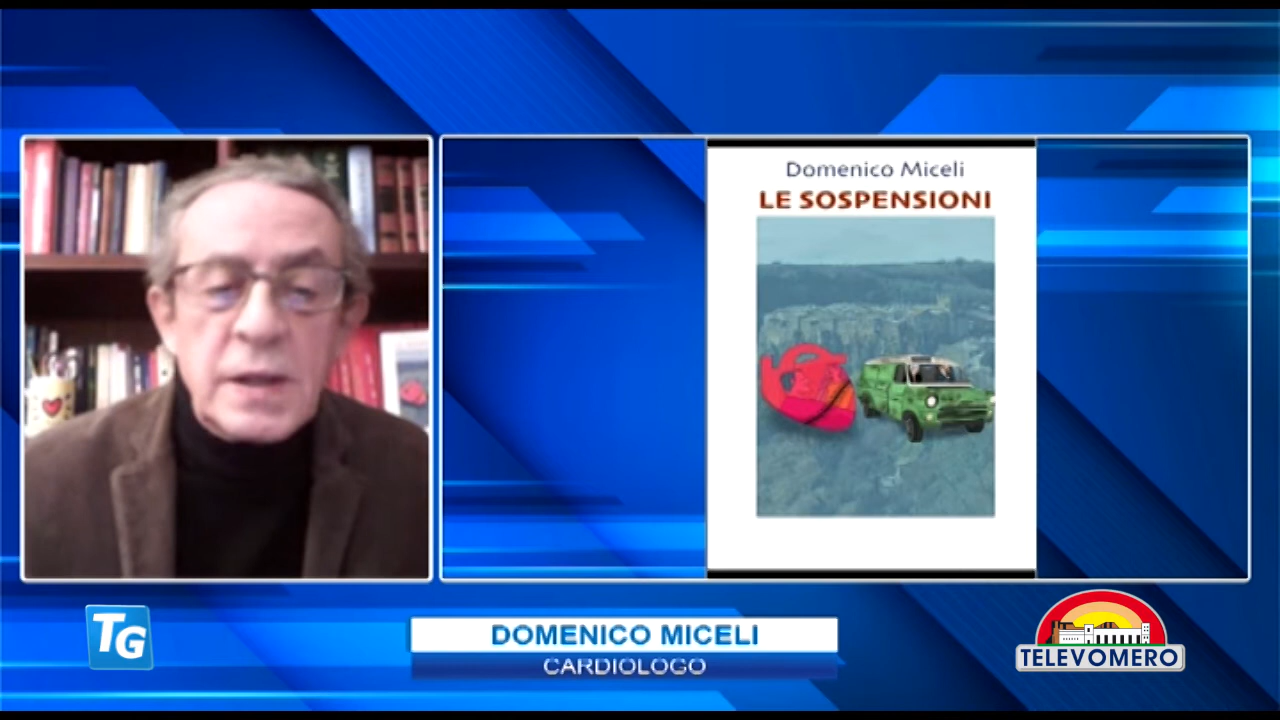 Domenico Miceli
LE SOSPENSIONI
TG
DOMENICO MICELI
CARDIOLOGO
TELEVOMERO